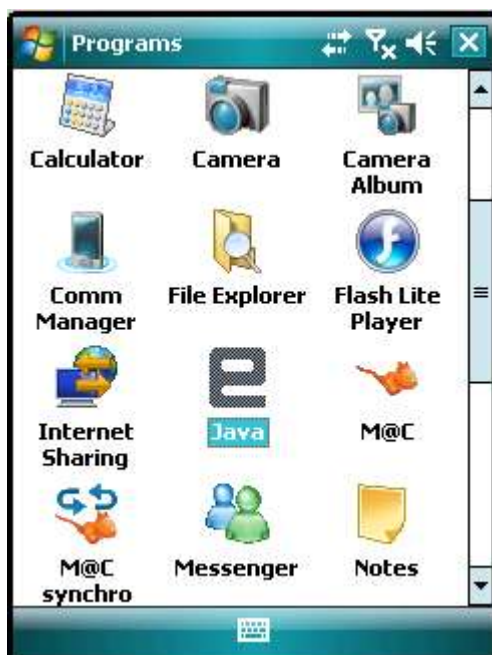 Programs
Calculator
Camera
Camera
Album
Comm
Manager
File Explorer
Flash Lite
Player
Internet
Sharing
Java
M@C
M@C
synchro
Messenger
Notes